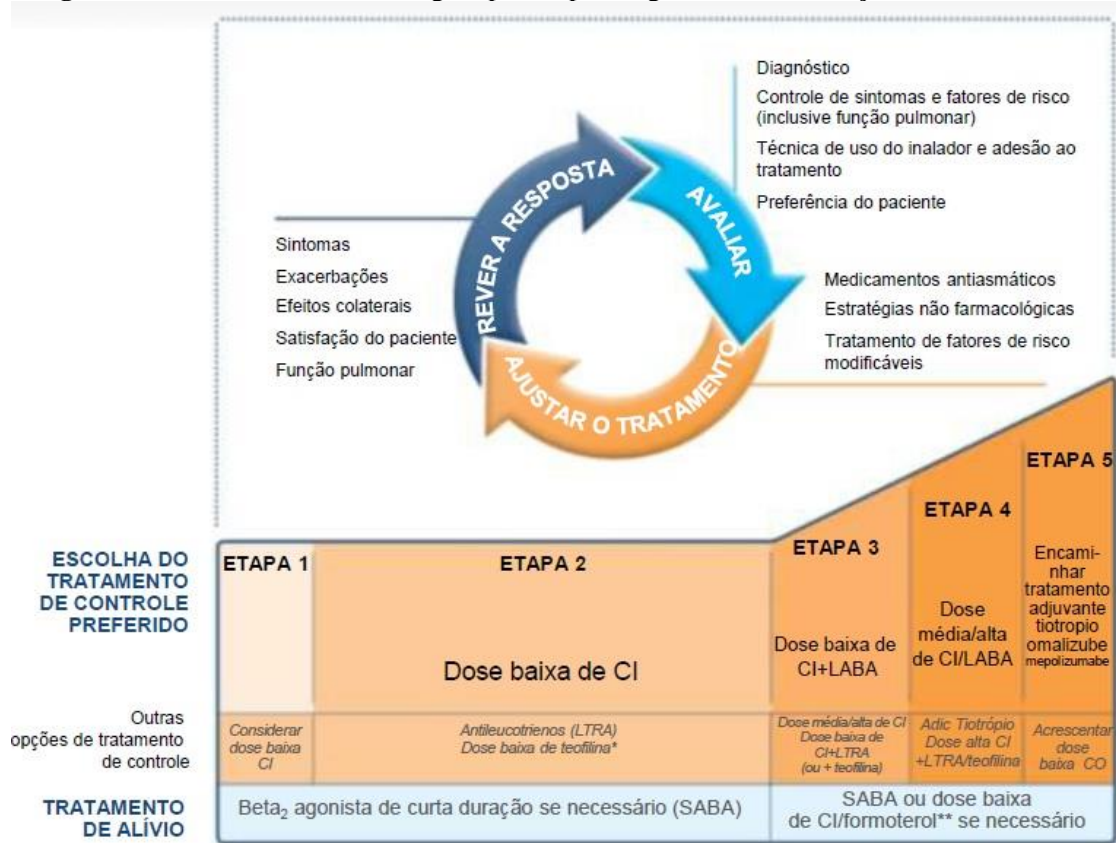 Diagnóstico
Controle de sintomas e fatores de risco
(inclusive função pulmonar)
Técnica de uso do inalador e adesão ao
tratamento
Preferência do paciente
REVER A RESPOSTA
AVALIAR
AJUSTAR O TRATAMENTO
Sintomas
Exacerbações
Efeitos colaterais
Satisfação do paciente
Função pulmonar
Medicamentos antiasmáticos
Estratégias não farmacológicas
Tratamento de fatores de risco
modificáveis
ESCOLHA DO
TRATAMENTO
DE CONTROLE
PREFERIDO
ETAPA 1
ETAPA 2
Dose baixa de CI
ETAPA 3
Dose baixa de
CI+LABA
ETAPA 4
Dose
média/alta
de CI/LABA
ETAPA 5
Encami-
nhar
tratamento
adjuvante
tiotropio
omalizube
mepolizumabe
Outras
opções de tratamento
de controle
Considerar
dose baixa
CI
Antileucotrienos (LTRA)
Dose baixa de teofilina*
Dose média/alta de CI
Dose baixa de
CI+LTRA
(ou + teofilina)
Adic Tiotrópio
Dose alta CI
+LTRA/teofilina
Acrescentar
dose
baixa CO
TRATAMENTO
DE ALÍVIO
Beta2 agonista de curta duração se necessário (SABA)
SABA ou dose baixa
de CI/formoterol** se necessário